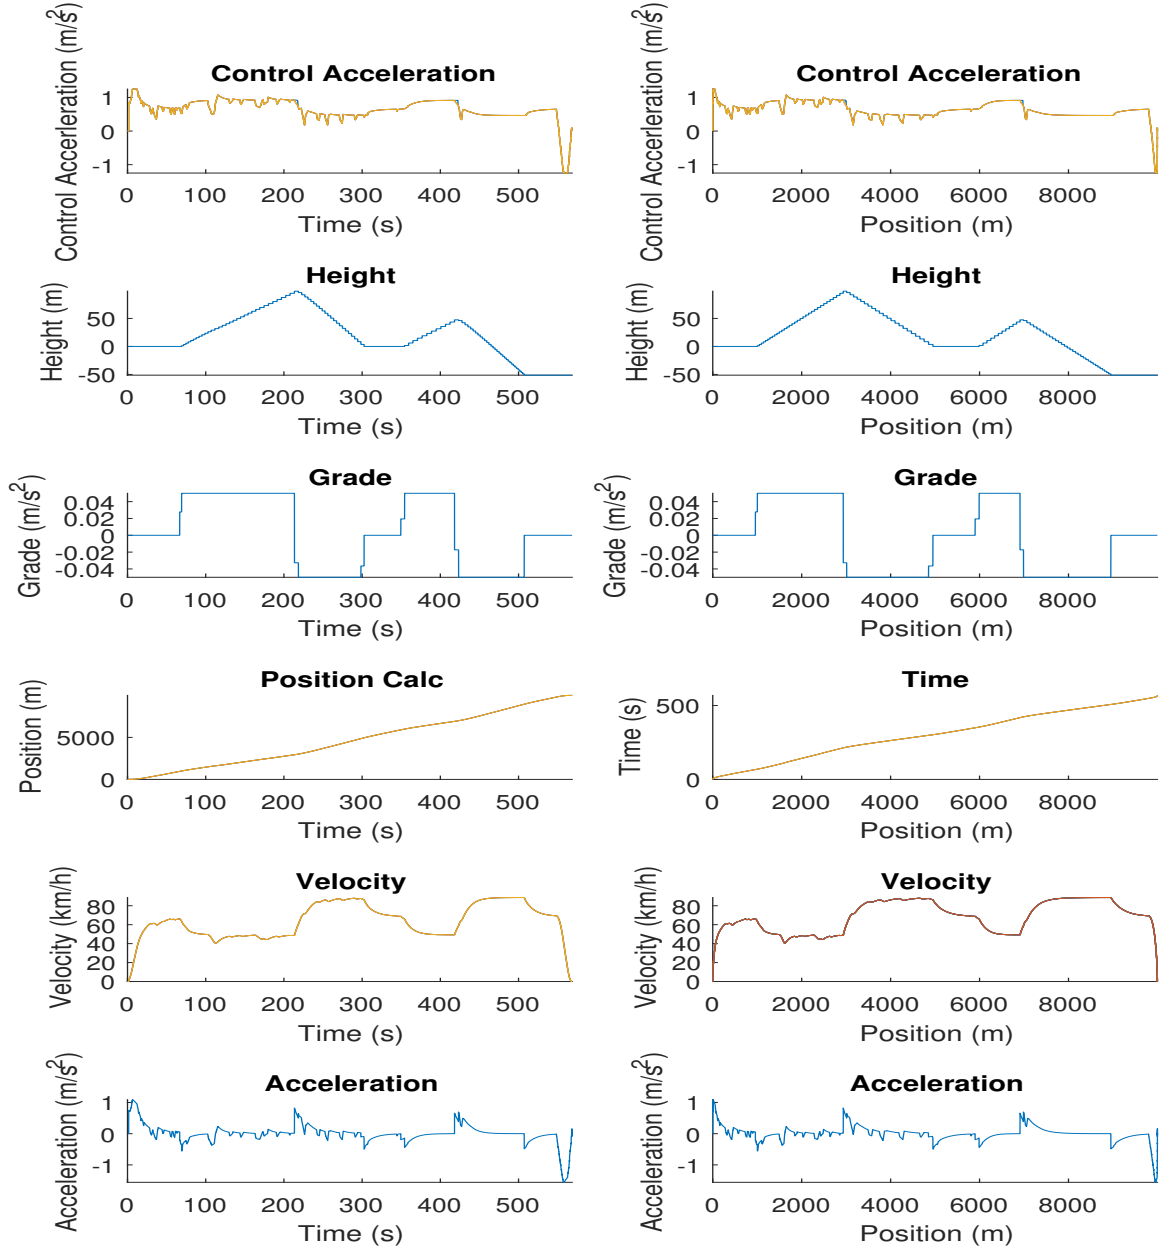 Control Acceleration
Control Accerleration (m/s²)
1
0
-1
0 100 200 300 400 500
Time (s)
Control Acceleration
Control Accerleration (m/s²)
1
0
-1
0 2000 4000 6000 8000
Position (m)
Height
Height (m)
50
0
-50
0 100 200 300 400 500
Time (s)
Height
Height (m)
50
0
-50
0 2000 4000 6000 8000
Position (m)
Grade
Grade (m/s²)
0.04
0.02
0
-0.02
-0.04
0 100 200 300 400 500
Time (s)
Grade
Grade (m/s²)
0.04
0.02
0
-0.02
-0.04
0 2000 4000 6000 8000
Position (m)
Position Calc
Position (m)
5000
0
0 100 200 300 400 500
Time (s)
Time
Time (s)
500
0
0 2000 4000 6000 8000
Position (m)
Velocity
Velocity (km/h)
80
60
40
20
0
0 100 200 300 400 500
Time (s)
Velocity
Velocity (km/h)
80
60
40
20
0
0 2000 4000 6000 8000
Position (m)
Acceleration
Acceleration (m/s²)
1
0
-1
0 100 200 300 400 500
Time (s)
Acceleration
Acceleration (m/s²)
1
0
-1
0 2000 4000 6000 8000
Position (m)